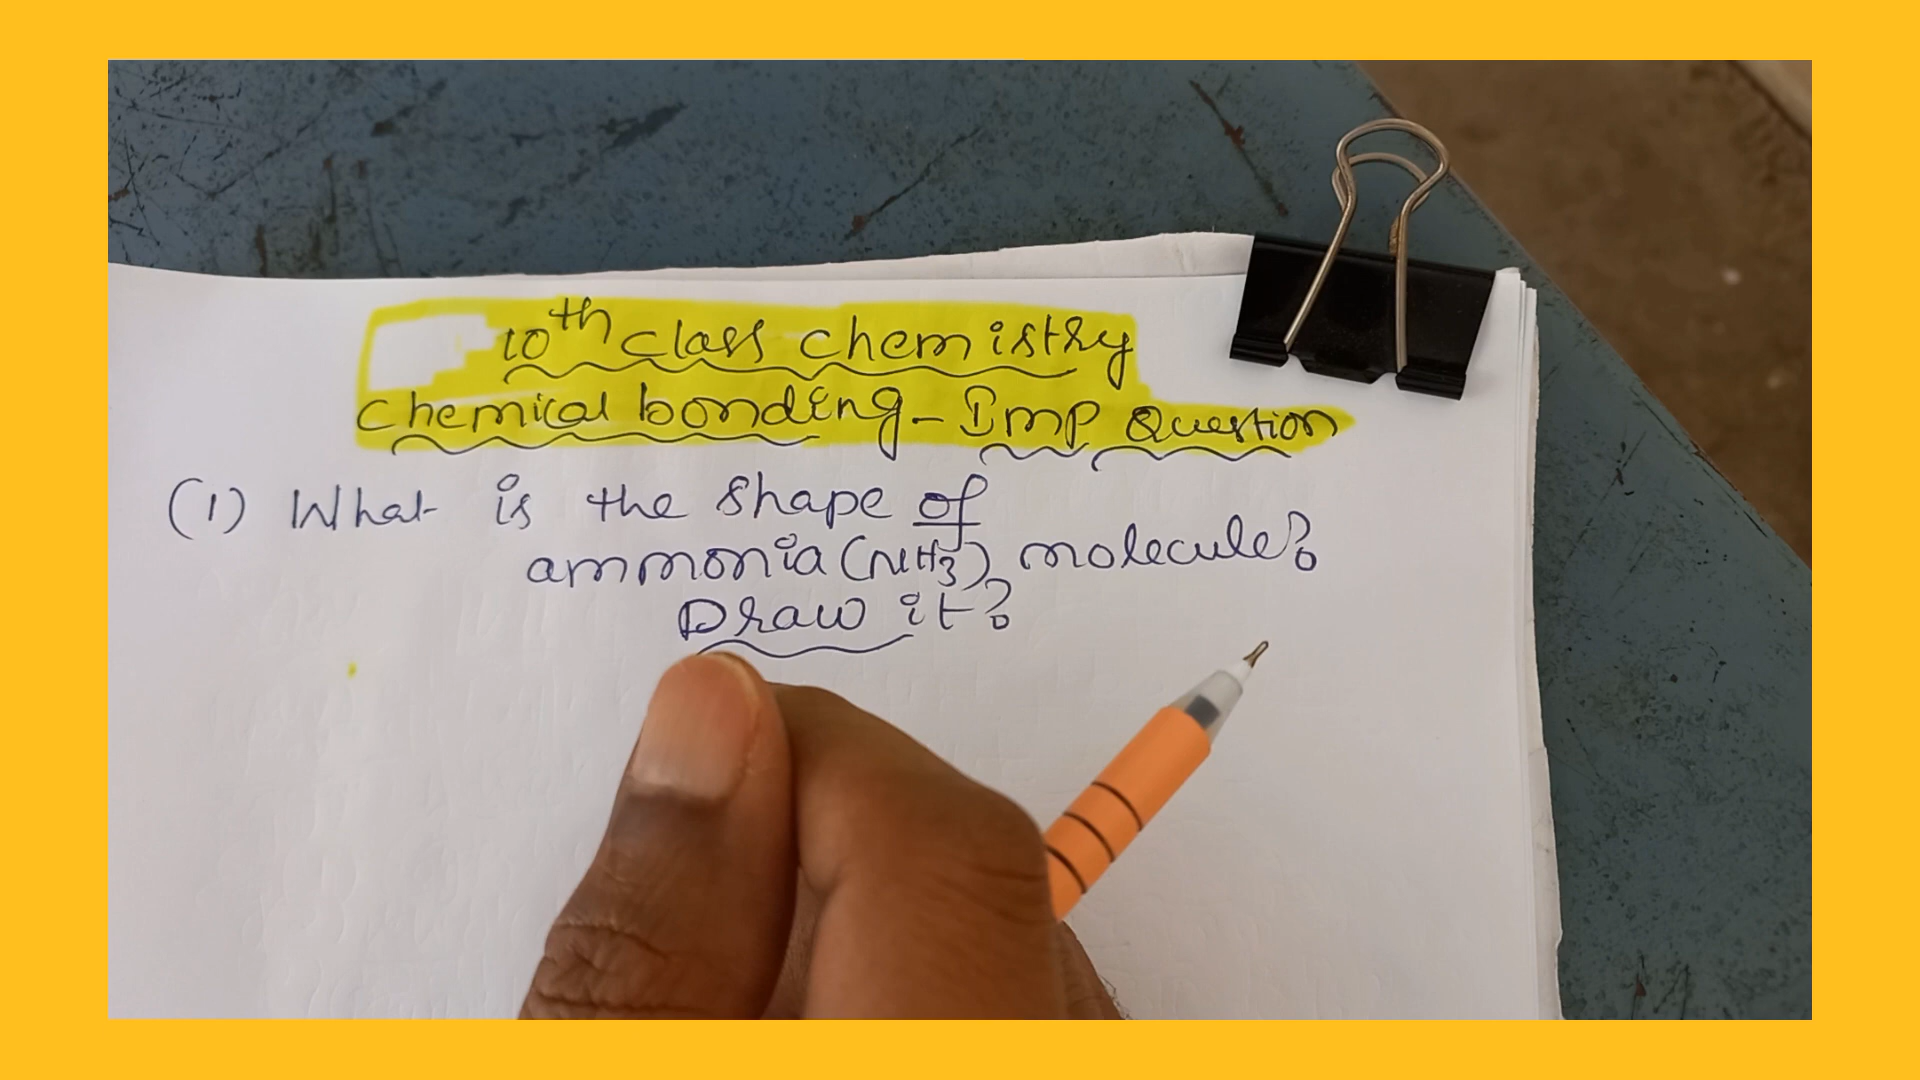 10th class chemistry
chemical bonding - Imp Question
(1) What is the shape of
ammonia (NH3) molecule?
Draw it?